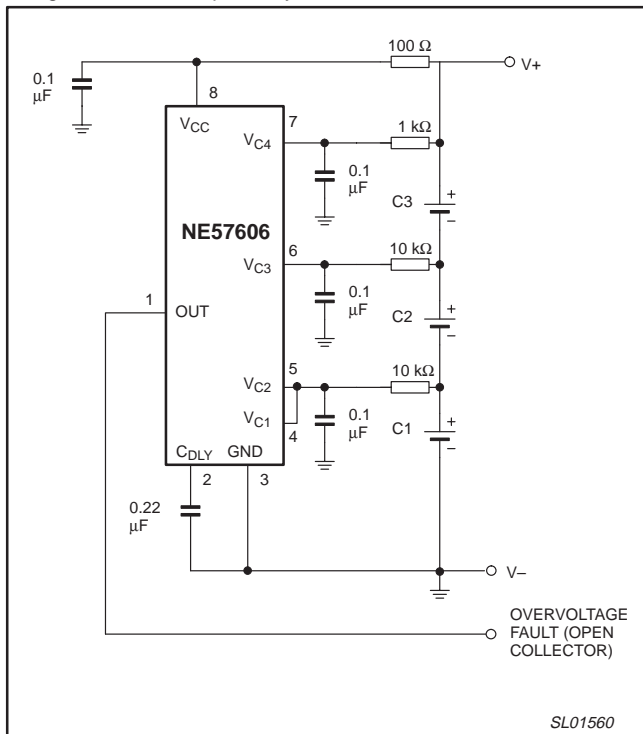 100 Ω
V+
0.1
μF
8
VCC
7
VC4
1 kΩ
0.1
μF
C3
+
–
NE57606
6
VC3
10 kΩ
0.1
μF
C2
+
–
1
OUT
5
VC2
10 kΩ
VC1
4
0.1
μF
C1
+
–
CDLY
GND
2
3
0.22
μF
V–
OVERVOLTAGE
FAULT (OPEN
COLLECTOR)
SL01560